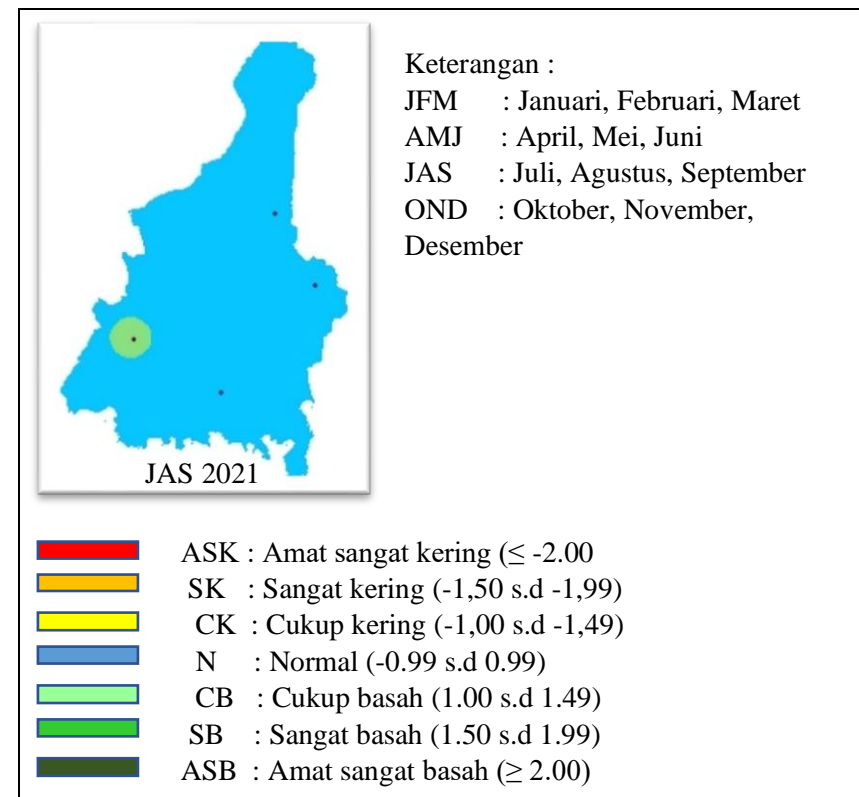 Keterangan :
JFM : Januari, Februari, Maret
AMJ : April, Mei, Juni
JAS : Juli, Agustus, September
OND : Oktober, November,
Desember
JAS 2021
ASK : Amat sangat kering (≤ -2.00
SK : Sangat kering (-1,50 s.d -1,99)
CK : Cukup kering (-1,00 s.d -1,49)
N : Normal (-0.99 s.d 0.99)
CB : Cukup basah (1.00 s.d 1.49)
SB : Sangat basah (1.50 s.d 1.99)
ASB : Amat sangat basah (≥ 2.00)